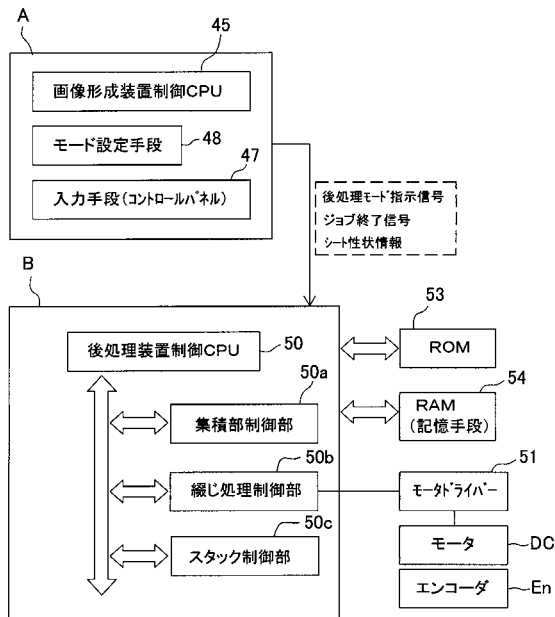 A
45
画像形成装置制御CPU
モード設定手段
48
47
入力手段(コントロールパネル)
後処理モード指示信号
ジョブ終了信号
シート性状情報
B
後処理装置制御CPU
50
53
ROM
50a
集積部制御部
54
RAM
(記憶手段)
50b
綴じ処理制御部
51
モータドライバー
50c
スタック制御部
モータ
DC
エンコーダ
En